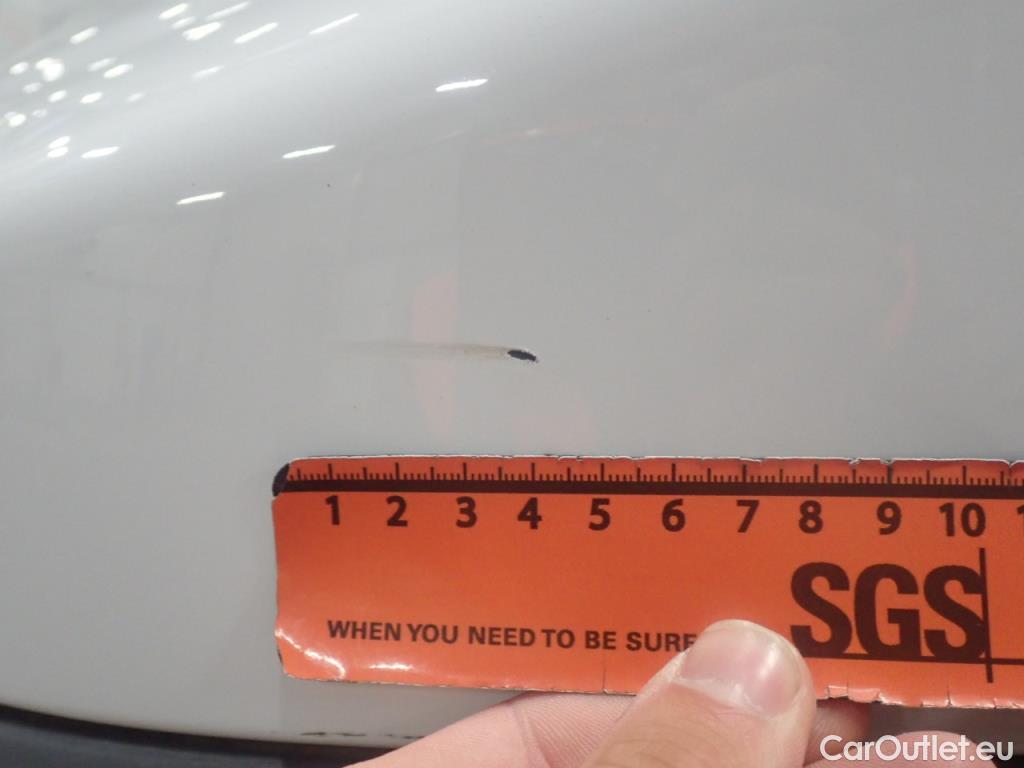 1 2 3 4 5 6 7 8 9 10
SGS
WHEN YOU NEED TO BE SURE
CarOutlet.eu